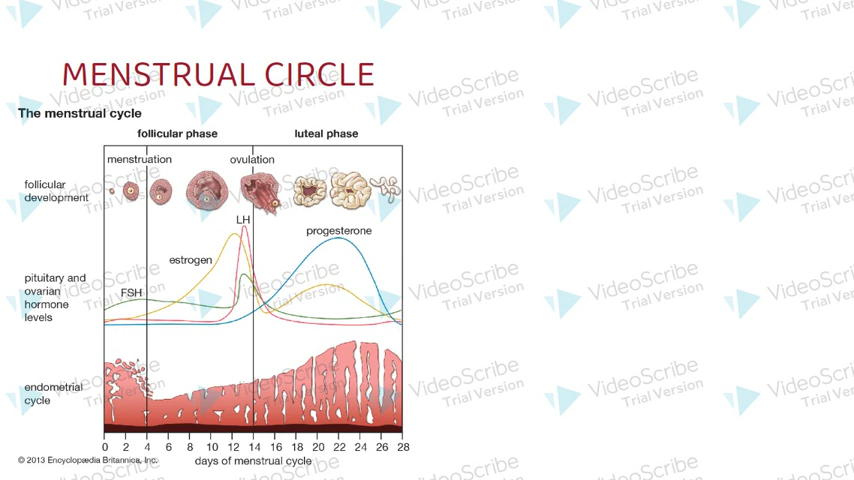 MENSTRUAL CIRCLE
The menstrual cycle
follicular phase
luteal phase
menstruation
ovulation
follicular
development
LH
progesterone
estrogen
FSH
pituitary and
ovarian
hormone
levels
endometrial
cycle
0 2 4 6 8 10 12 14 16 18 20 22 24 26 28
days of menstrual cycle
© 2013 Encyclopædia Britannica, Inc.
VideoScribe
Trial Version